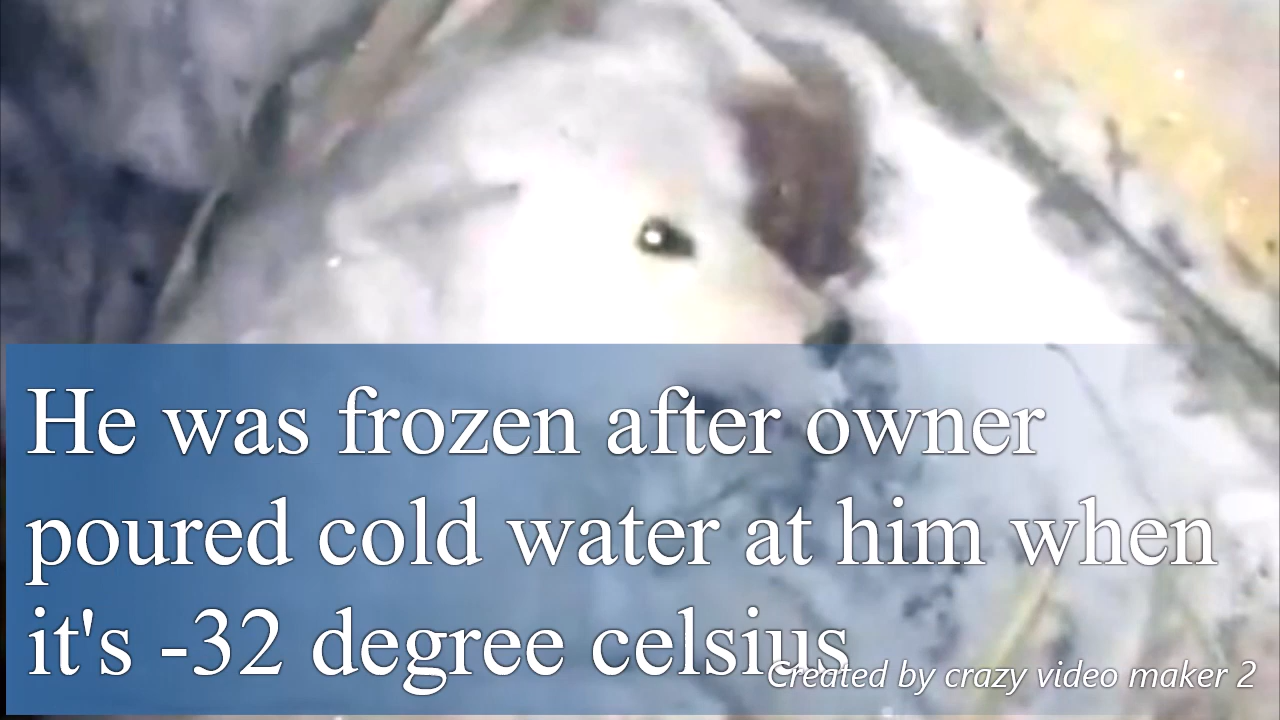 He was frozen after owner
poured cold water at him when
it's -32 degree celsius
Created by crazy video maker 2